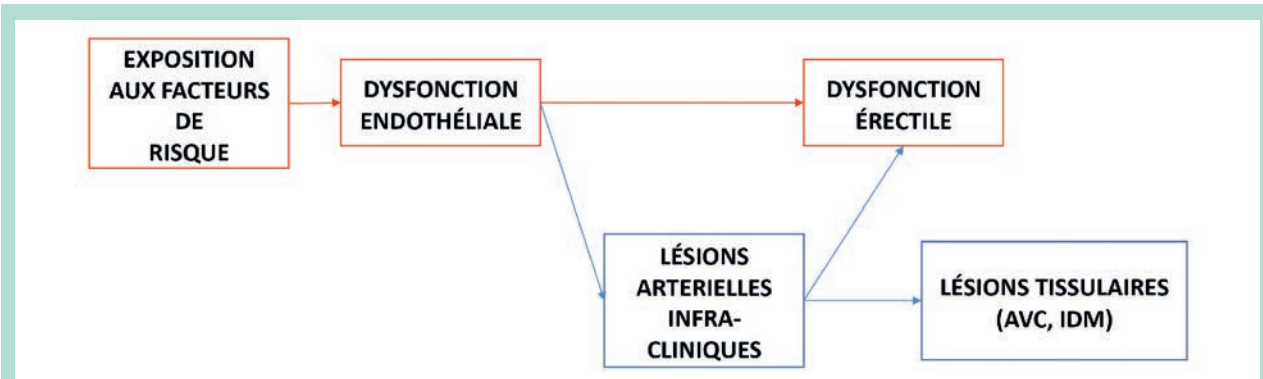 EXPOSITION
AUX FACTEURS
DE
RISQUE
DYSFONCTION
ENDOTHÉLIALE
DYSFONCTION
ÉRECTILE
LÉSIONS
ARTERIELLES
INFRA-
CLINIQUES
LÉSIONS TISSULAIRES
(AVC, IDM)